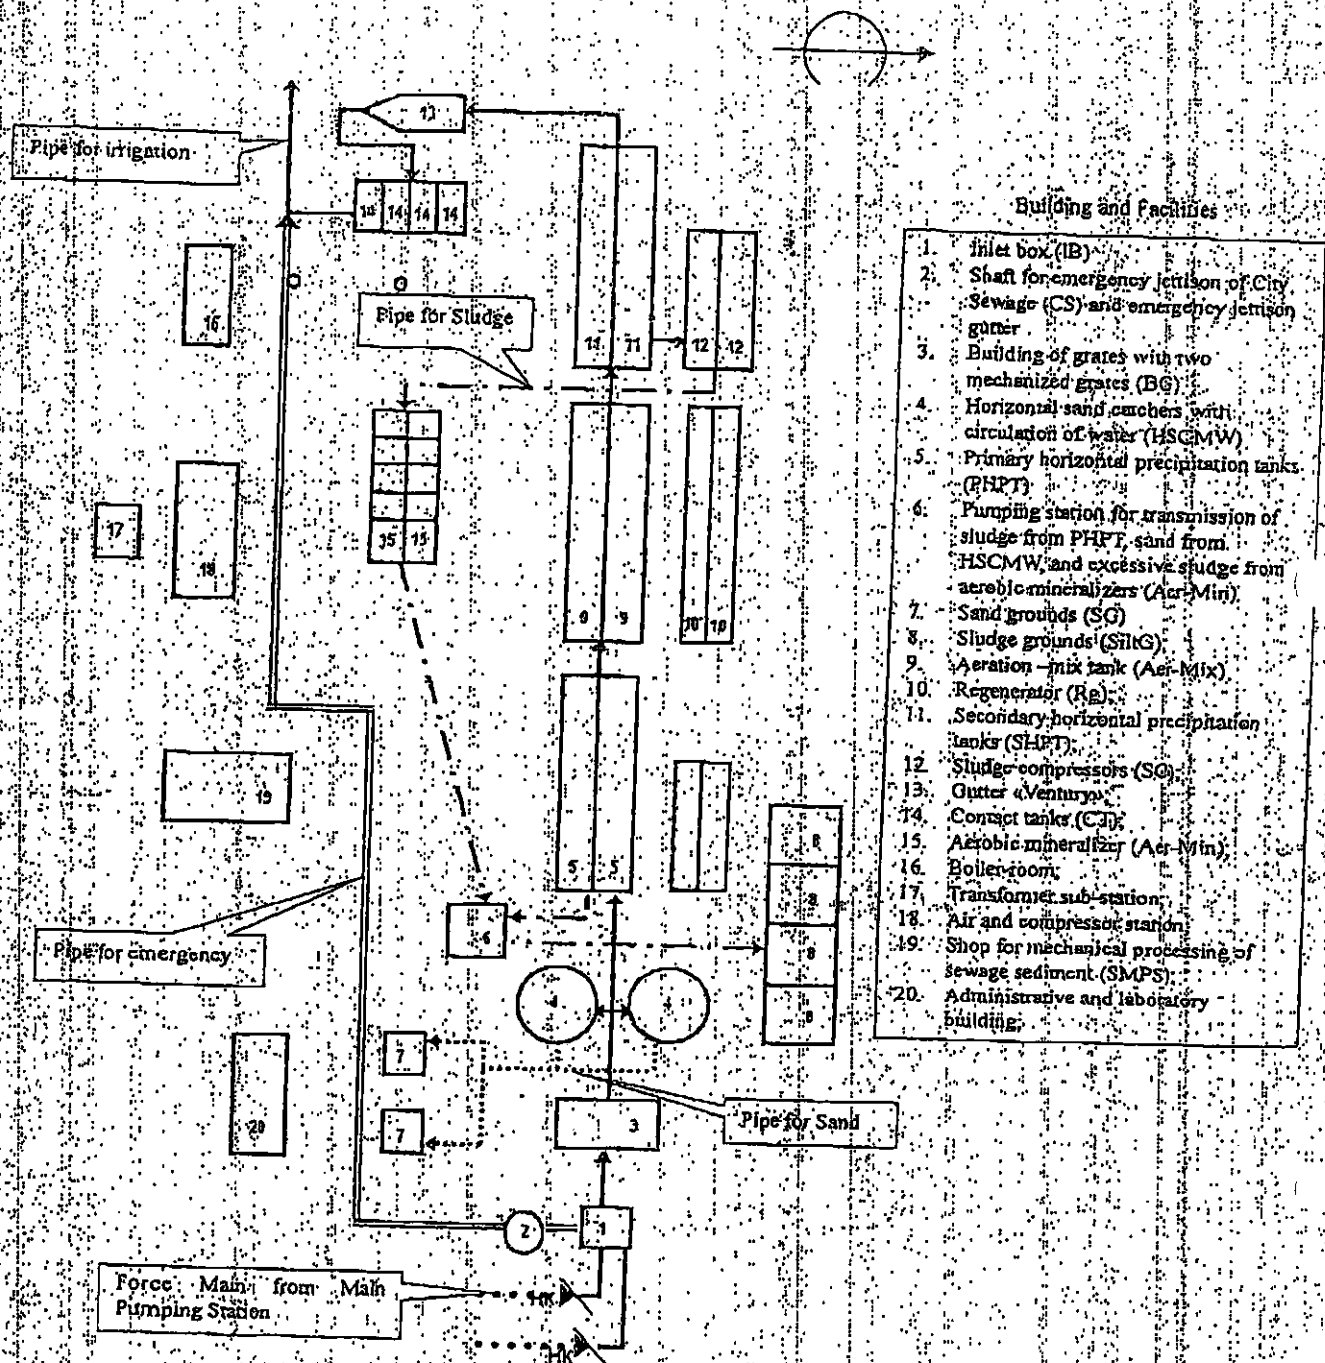 13
Pipe for irrigation
14 14 14 14
Building and Facilities
1. Inlet box (IB)
2. Shaft for emergency jettison of City
Sewage (CS) and emergency jettison
gutter
3. Building of grates with two
mechanized grates (BG)
4. Horizontal sand catchers with
circulation of water (HSCMW)
5. Primary horizontal precipitation tanks
(PHPT)
6. Pumping station for transmission of
sludge from PHPT, sand from
HSCMW, and excessive sludge from
aerobic mineralizers (Aer-Min)
7. Sand grounds (SG)
8. Sludge grounds (SiltG)
9. Aeration –mix tank (Aer-Mix)
10. Regenerator (Rg);
11. Secondary horizontal precipitation
tanks (SHPT);
12. Sludge compressors (SC);
13. Gutter «Ventury»;
14. Contact tanks (CT);
15. Aerobic mineralizer (Aer-Min);
16. Boiler-room;
17. Transformer sub-station;
18. Air and compressor station
19. Shop for mechanical processing of
sewage sediment (SMPS)
20. Administrative and laboratory
building;
16
Pipe for Sludge
11 11 12 12
17
18
15 15
9 9 10 10
19
5 5
8
8
8
8
6
Pipe for emergency
4 4
7
7
20
3
Pipe for Sand
2
1
Force Main from Main
Pumping Station
HK
HK